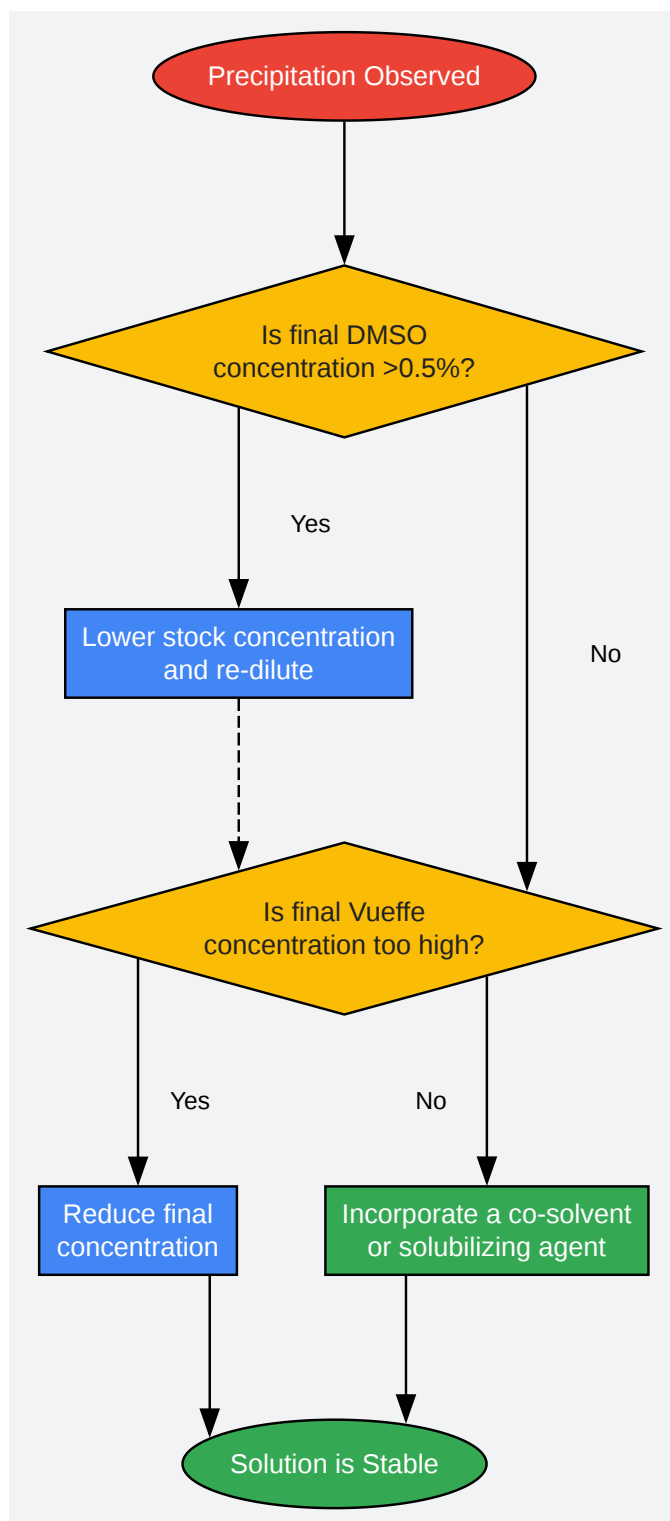 Precipitation Observed
Is final DMSO
concentration >0.5%?
Yes
Lower stock concentration
and re-dilute
No
Is final Vueffe
concentration too high?
Yes
No
Reduce final
concentration
Incorporate a co-solvent
or solubilizing agent
Solution is Stable